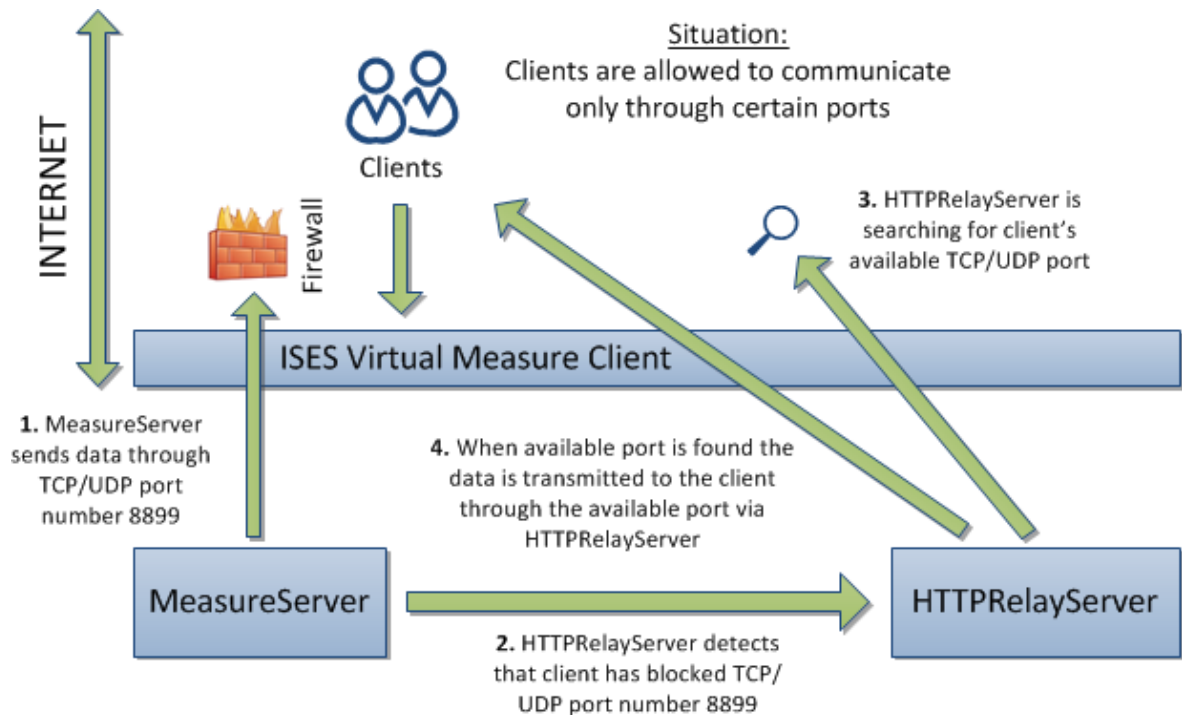 Situation:
Clients are allowed to communicate
only through certain ports
INTERNET
Clients
Firewall
3. HTTPRelayServer is
searching for client's
available TCP/UDP port
ISES Virtual Measure Client
1. MeasureServer
sends data through
TCP/UDP port
number 8899
4. When available port is found the
data is transmitted to the client
through the available port via
HTTPRelayServer
MeasureServer
HTTPRelayServer
2. HTTPRelayServer detects
that client has blocked TCP/
UDP port number 8899